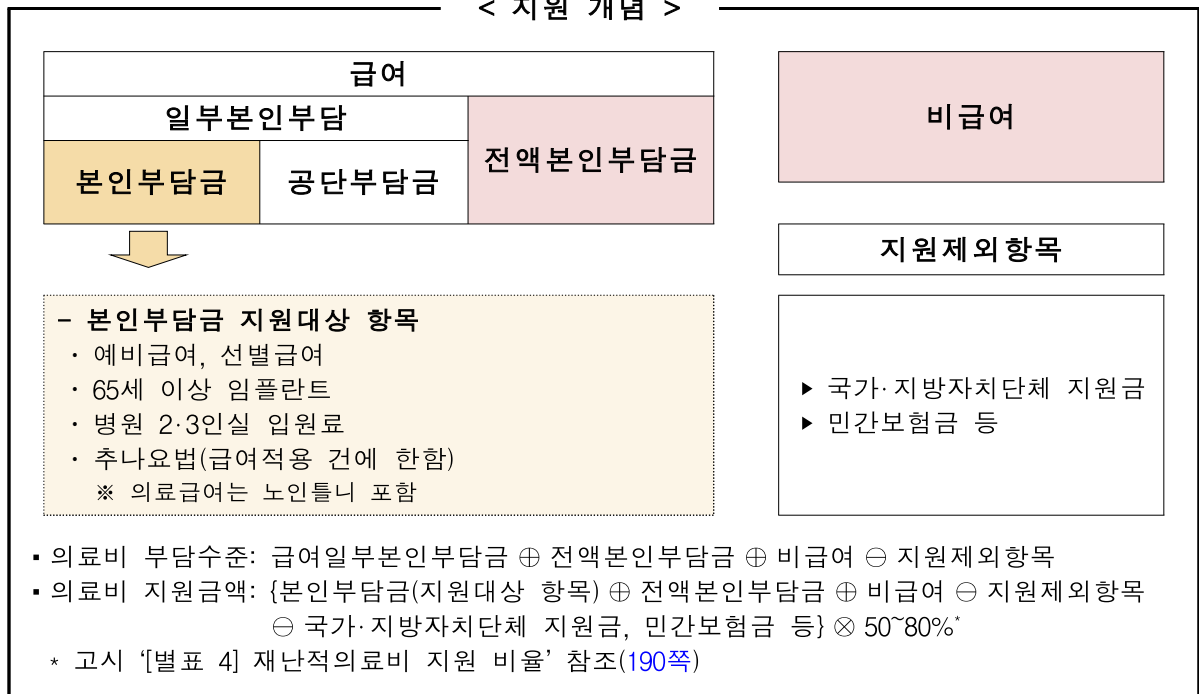 < 지원 개념 >
급여
일부본인부담
전액본인부담금
본인부담금
공단부담금
비급여
지원제외항목
– 본인부담금 지원대상 항목
· 예비급여, 선별급여
· 65세 이상 임플란트
· 병원 2·3인실 입원료
· 추나요법(급여적용 건에 한함)
※ 의료급여는 노인틀니 포함
▶ 국가·지방자치단체 지원금
▶ 민간보험금 등
▪ 의료비 부담수준: 급여일부본인부담금 ⊕ 전액본인부담금 ⊕ 비급여 ⊖ 지원제외항목
▪ 의료비 지원금액: {본인부담금(지원대상 항목) ⊕ 전액본인부담금 ⊕ 비급여 ⊖ 지원제외항목
⊖ 국가·지방자치단체 지원금, 민간보험금 등} ⊗ 50~80%*
* 고시 ‘[별표 4] 재난적의료비 지원 비율’ 참조(190쪽)